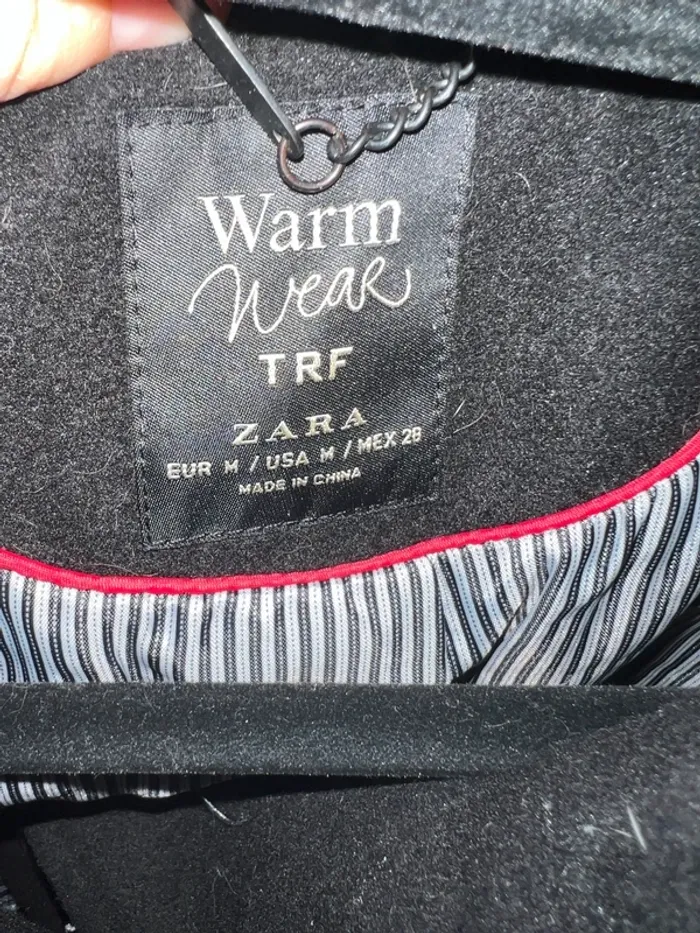 Warm
Wear
TRF
ZARA
EUR M / USA M / MEX 28
MADE IN CHINA